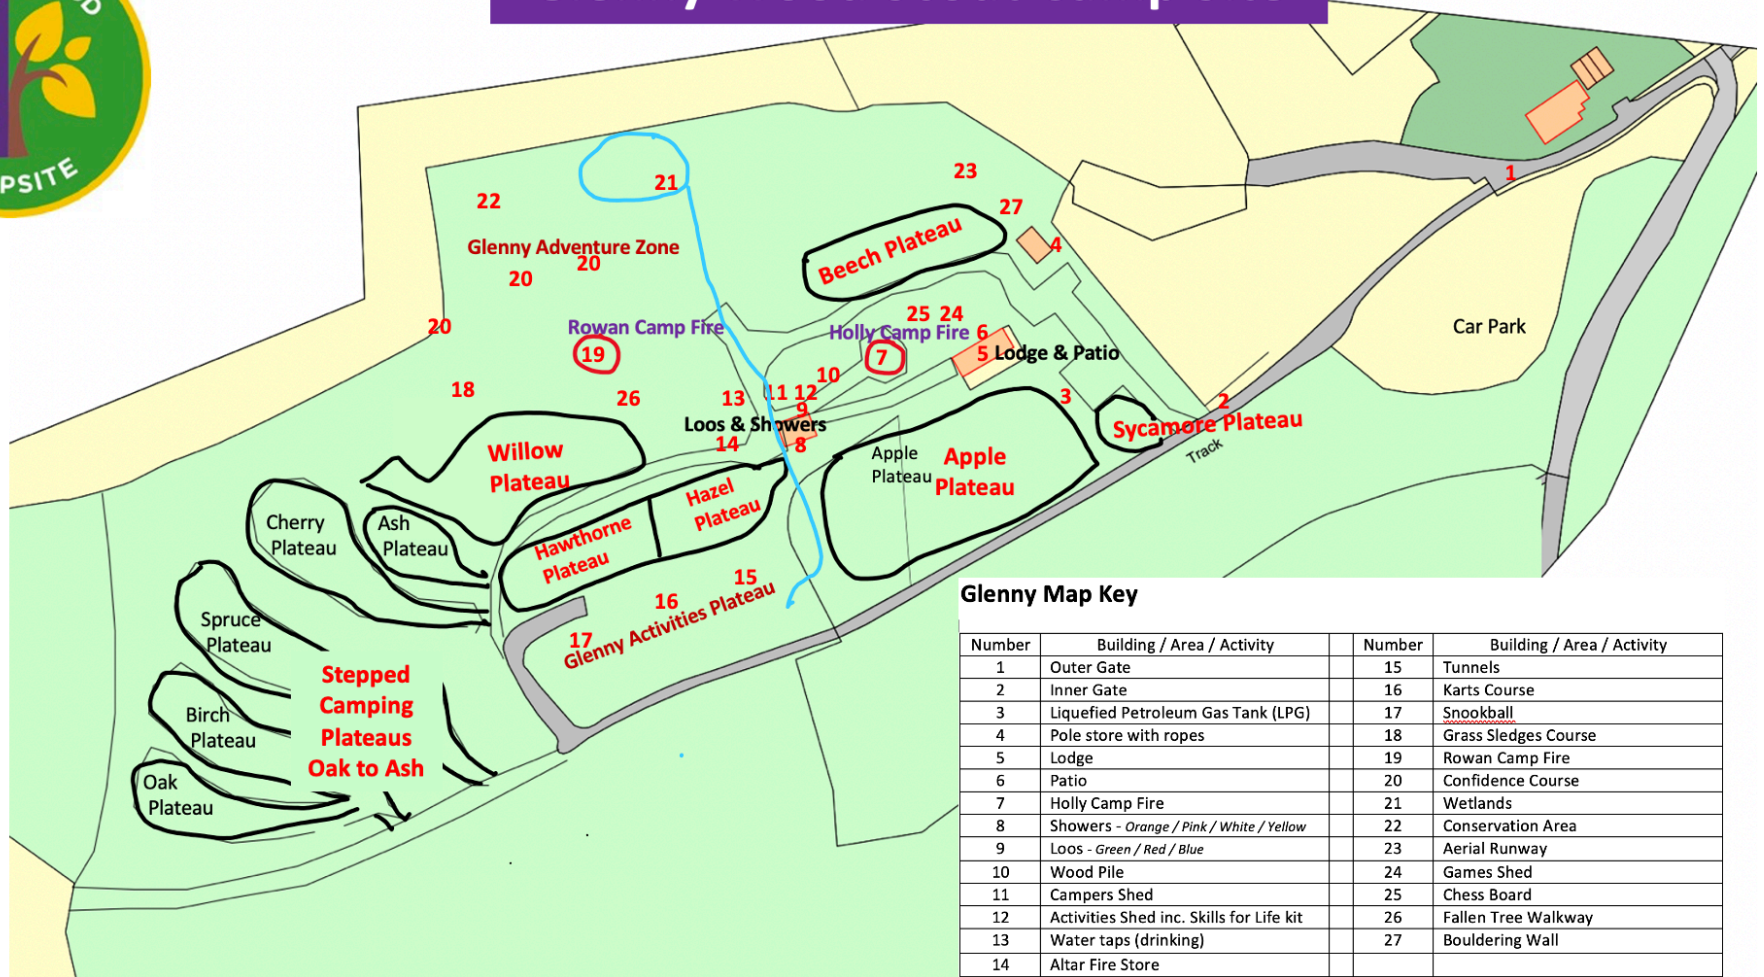 PSITE
1
23
21
22
27
Beech Plateau
4
Glenny Adventure Zone
20
20
25 24
20
Rowan Camp Fire
Holly Camp Fire
6
Car Park
19
7
5
Lodge & Patio
10
18
26
13
11 12
3
2
9
Loos & Showers
Sycamore Plateau
14
8
Track
Willow
Plateau
Apple
Plateau
Apple
Plateau
Hazel
Plateau
Cherry
Plateau
Ash
Plateau
Hawthorne
Plateau
15
16
Glenny Activities Plateau
17
Spruce
Plateau
Stepped
Camping
Plateaus
Oak to Ash
Birch
Plateau
Oak
Plateau
Glenny Map Key
Number Building / Area / Activity Number Building / Area / Activity
1 Outer Gate 15 Tunnels
2 Inner Gate 16 Karts Course
3 Liquefied Petroleum Gas Tank (LPG) 17 Snookball
4 Pole store with ropes 18 Grass Sledges Course
5 Lodge 19 Rowan Camp Fire
6 Patio 20 Confidence Course
7 Holly Camp Fire 21 Wetlands
8 Showers - Orange / Pink / White / Yellow 22 Conservation Area
9 Loos - Green / Red / Blue 23 Aerial Runway
10 Wood Pile 24 Games Shed
11 Campers Shed 25 Chess Board
12 Activities Shed inc. Skills for Life kit 26 Fallen Tree Walkway
13 Water taps (drinking) 27 Bouldering Wall
14 Altar Fire Store